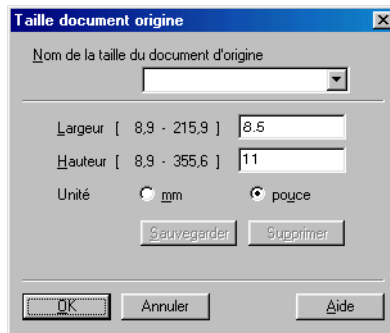 Taille document origine
Nom de la taille du document d'origine
Largeur [ 8,9 - 215,9 ] 8.5
Hauteur [ 8,9 - 355,6 ] 11
Unité mm pouce
Sauvegarder Supprimer
OK Annuler Aide